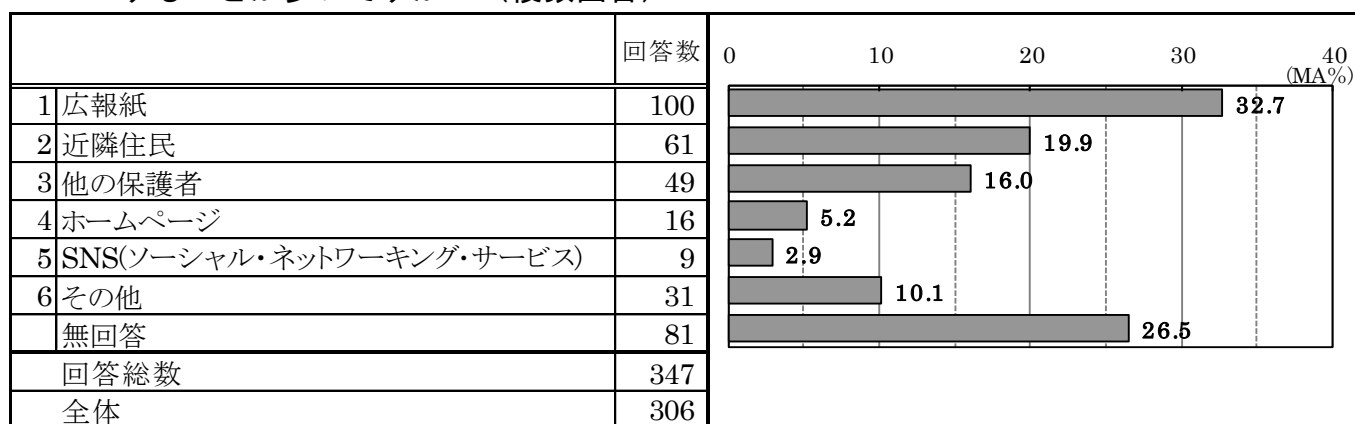 回答数
0 10 20 30 40
(MA%)
1 広報紙 100 32.7
2 近隣住民 61 19.9
3 他の保護者 49 16.0
4 ホームページ 16 5.2
5 SNS(ソーシャル・ネットワーキング・サービス) 9 2.9
6 その他 31 10.1
無回答 81 26.5
回答総数 347
全体 306